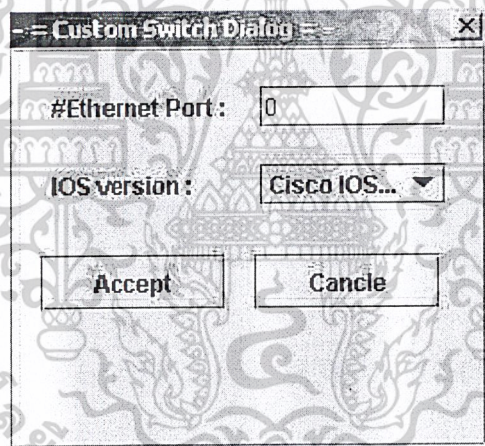 -= Custom Switch Dialog =-
#Ethernet Port : 0
IOS version : Cisco IOS...
Accept Cancle